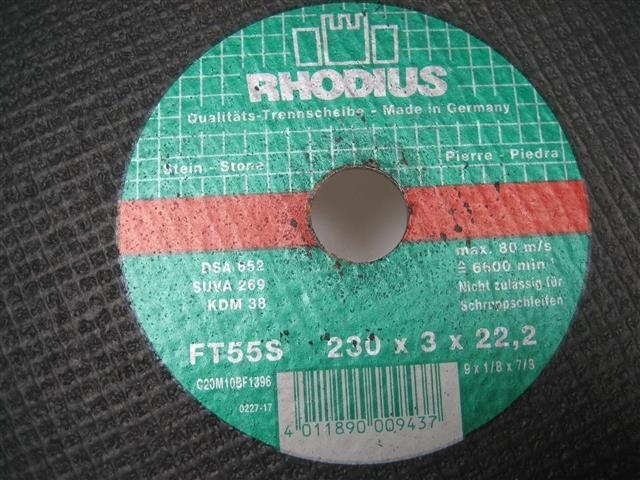 RHODIUS
Qualitäts-Trennscheibe - Made in Germany
Stein - Stone Pierre - Piedra
DSA 652 max. 80 m/s
SUVA 269 ≙ 6600 min⁻¹
KDM 38 Nicht zulässig für
Schruppschleifen
FT55S 230 x 3 x 22,2
9 x 1/8 x 7/8
C20M10BF1396
0227-17
4 011890 009437